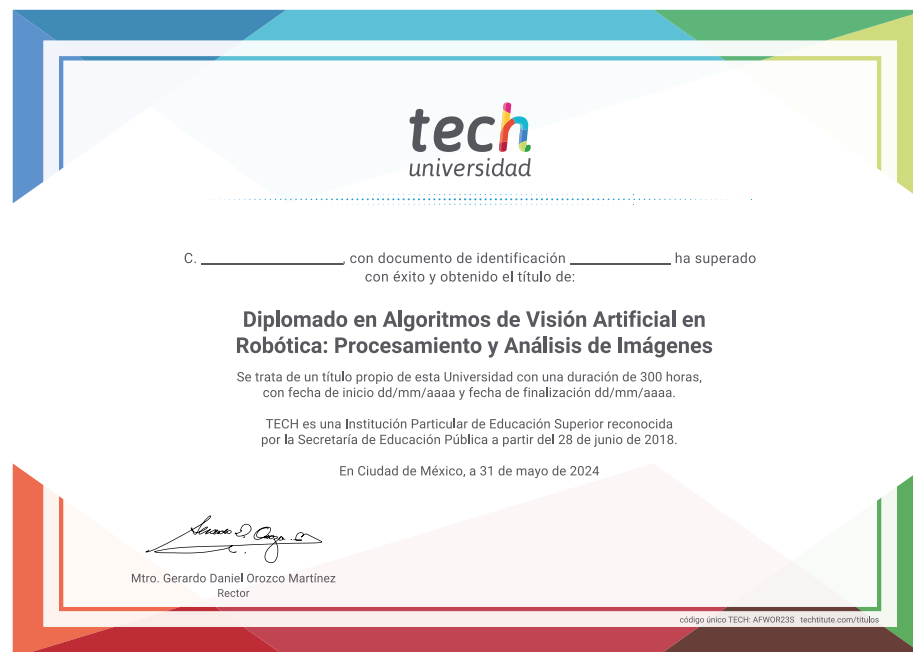 tech
universidad
C. ____________________, con documento de identificación ______________ ha superado
con éxito y obtenido el título de:
Diplomado en Algoritmos de Visión Artificial en
Robótica: Procesamiento y Análisis de Imágenes
Se trata de un título propio de esta Universidad con una duración de 300 horas,
con fecha de inicio dd/mm/aaaa y fecha de finalización dd/mm/aaaa.
TECH es una Institución Particular de Educación Superior reconocida
por la Secretaría de Educación Pública a partir del 28 de junio de 2018.
En Ciudad de México, a 31 de mayo de 2024
Mtro. Gerardo Daniel Orozco Martínez
Rector
código único TECH: AFWOR23S techtitute.com/titulos